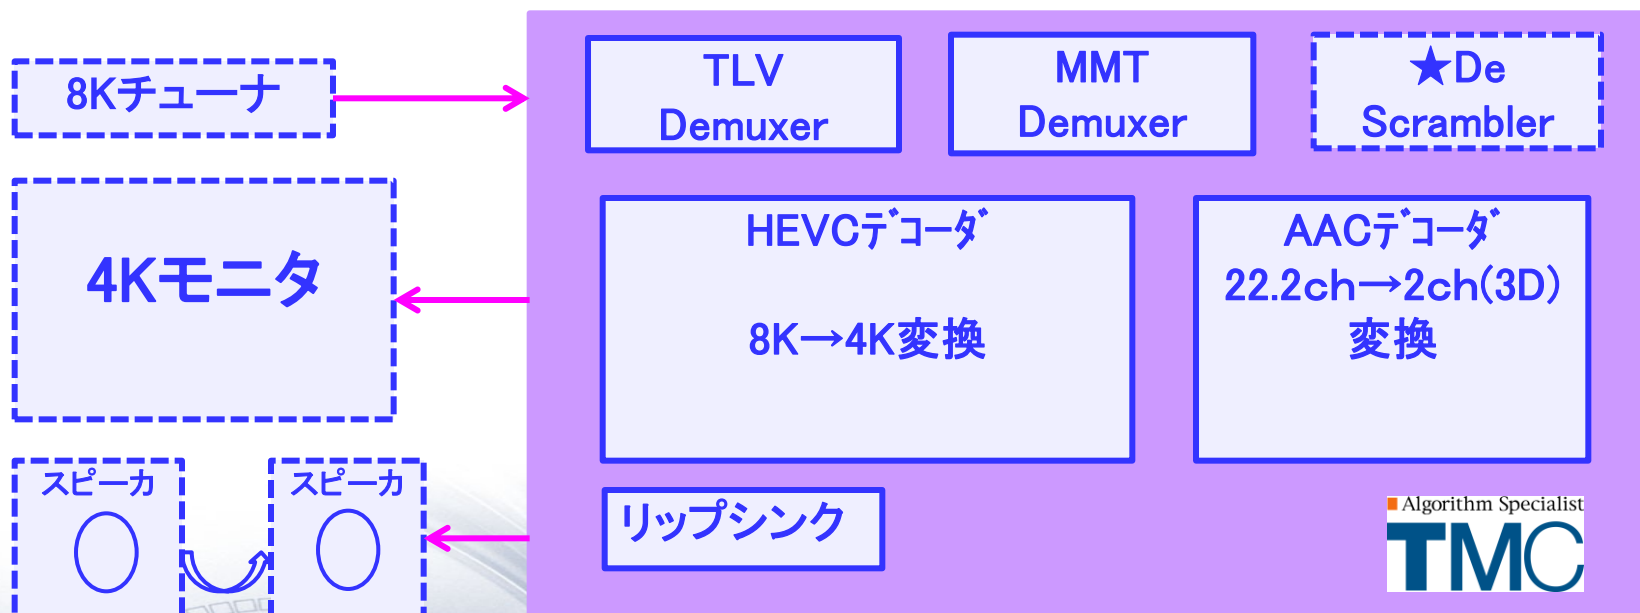 8Kチューナ
TLV
Demuxer
MMT
Demuxer
★De
Scrambler
4Kモニタ
HEVCﾃﾞｺｰﾀﾞ
8K→4K変換
AACﾃﾞｺｰﾀﾞ
22.2ch→2ch(3D)
変換
スピーカ
スピーカ
リップシンク
Algorithm Specialist
TMC